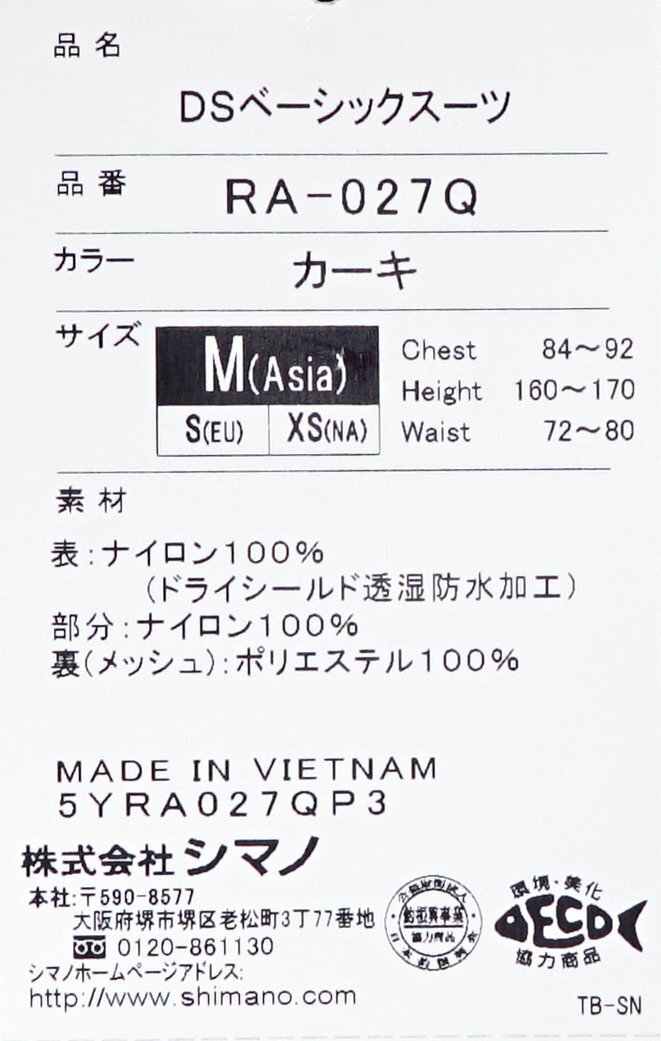 品名
DSベーシックスーツ
品番
RA-027Q
カラー
カーキ
サイズ
M(Asia)
S(EU) XS(NA)
Chest 84～92
Height 160～170
Waist 72～80
素材
表:ナイロン100%
(ドライシールド透湿防水加工)
部分:ナイロン100%
裏(メッシュ):ポリエステル100%
MADE IN VIETNAM
5YRA027QP3
株式会社シマノ
本社:〒590-8577
大阪府堺市堺区老松町3丁77番地
0120-861130
シマノホームページアドレス:
http://www.shimano.com
協力商品
環境・美化
ECO
協力商品
TB-SN